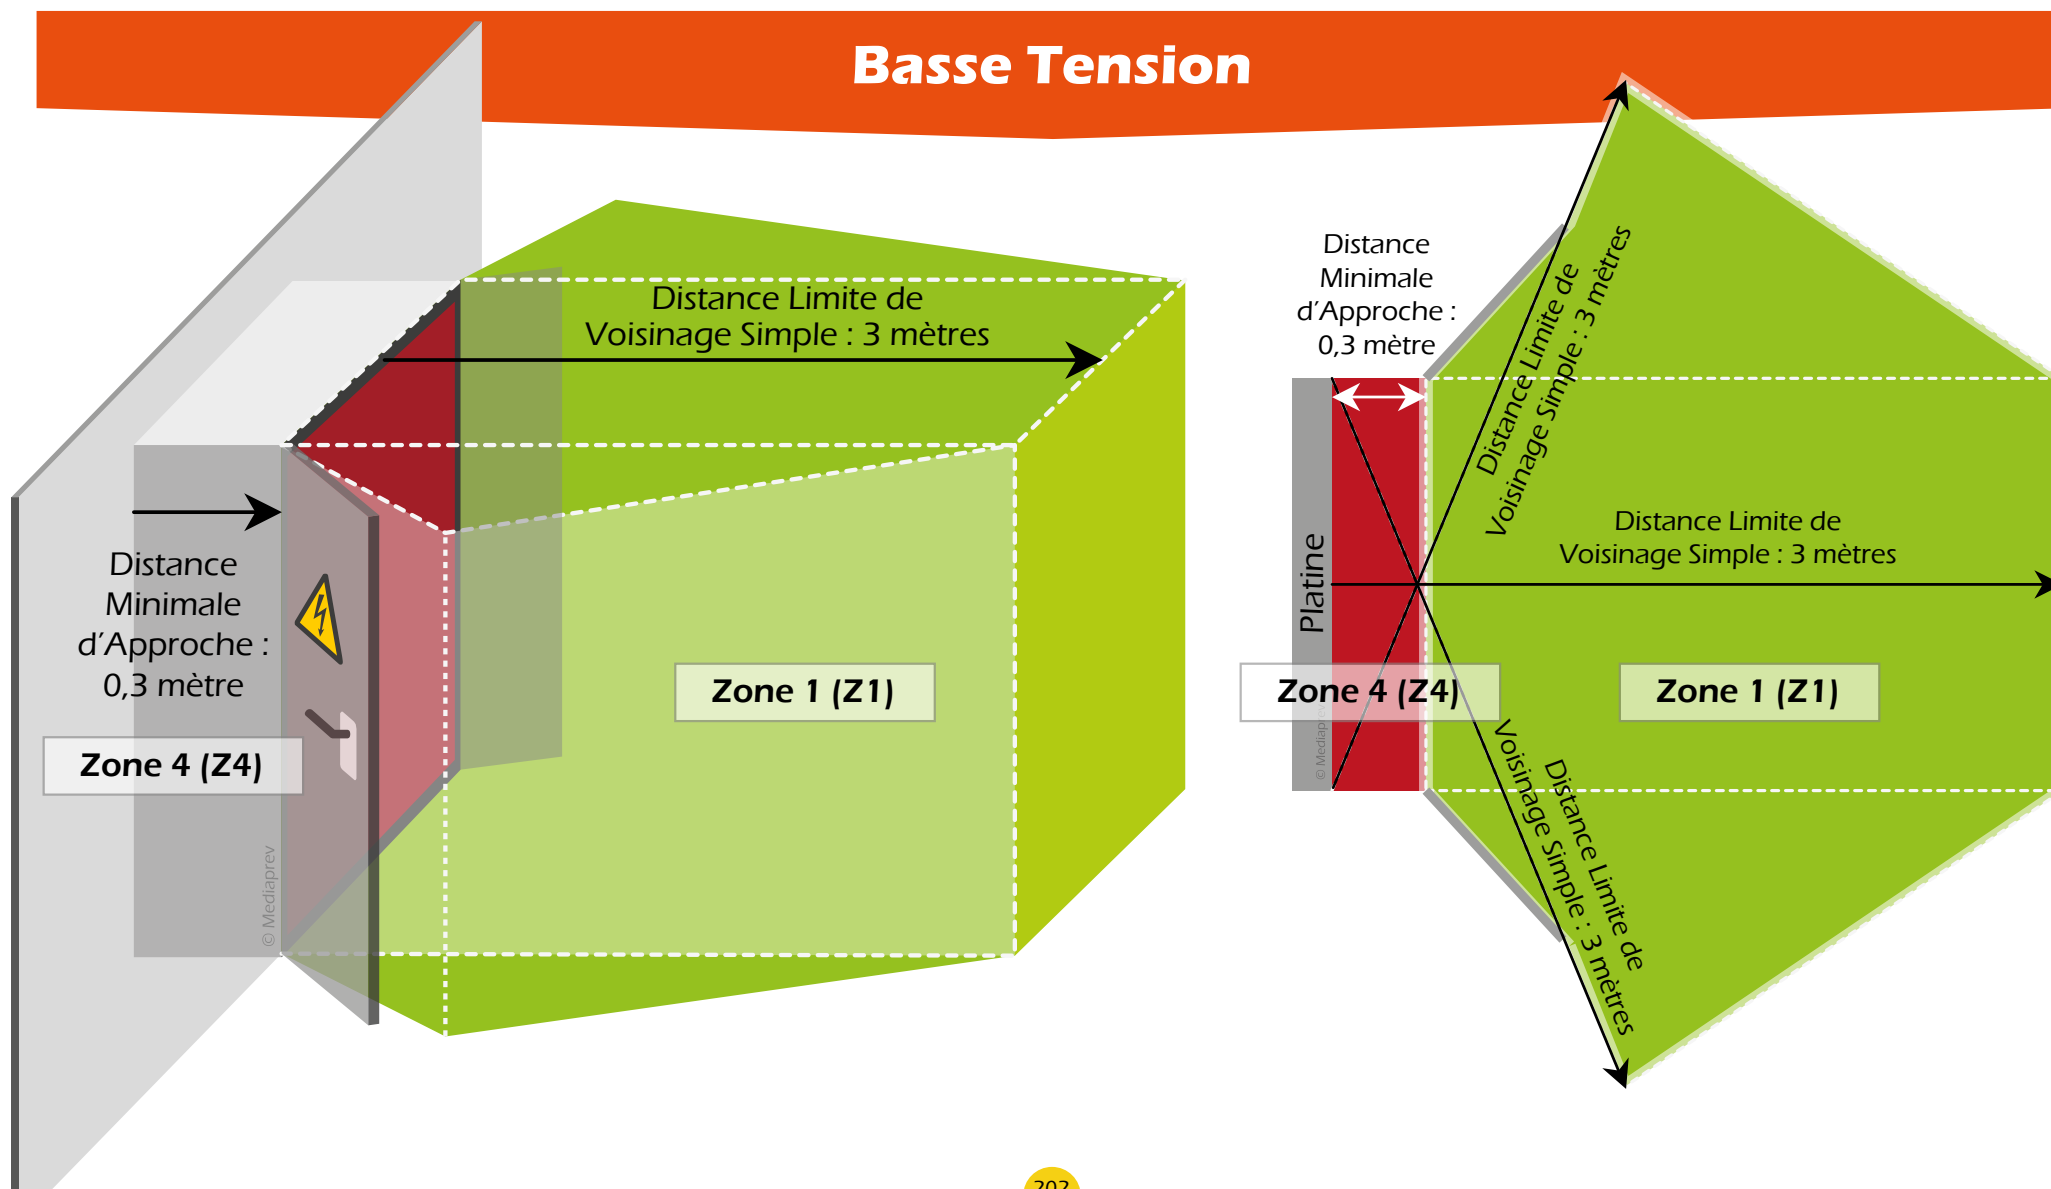 Basse Tension
Distance Limite de
Voisinage Simple : 3 mètres
Distance
Minimale
d'Approche :
0,3 mètre
Zone 4 (Z4)
Zone 1 (Z1)
© Mediaprev
Distance
Minimale
d'Approche :
0,3 mètre
Distance Limite de
Voisinage Simple : 3 mètres
Distance Limite de
Voisinage Simple : 3 mètres
Platine
Zone 4 (Z4)
Zone 1 (Z1)
© Mediaprev
Distance Limite de
Voisinage Simple : 3 mètres
202